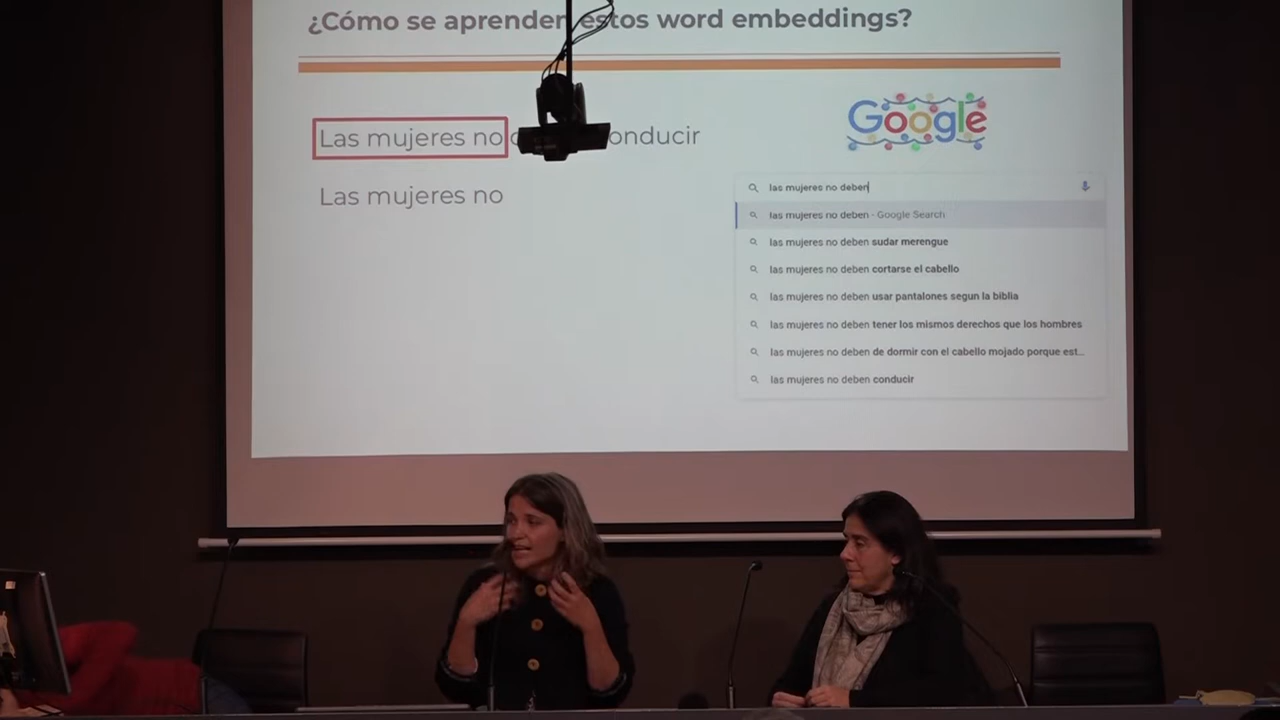 ¿Cómo se aprenden estos word embeddings?
Las mujeres no conducir
Las mujeres no
Google
las mujeres no deben
las mujeres no deben - Google Search
las mujeres no deben sudar merengue
las mujeres no deben cortarse el cabello
las mujeres no deben usar pantalones segun la biblia
las mujeres no deben tener los mismos derechos que los hombres
las mujeres no deben de dormir con el cabello mojado porque est...
las mujeres no deben conducir